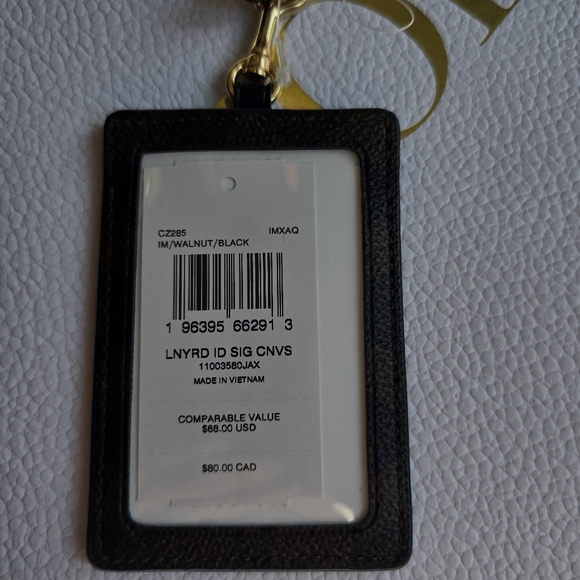 CZ285 IMXAQ
IM/WALNUT/BLACK
1 96395 66291 3
LNYRD ID SIG CNVS
11003580JAX
MADE IN VIETNAM
COMPARABLE VALUE
$68.00 USD
$80.00 CAD